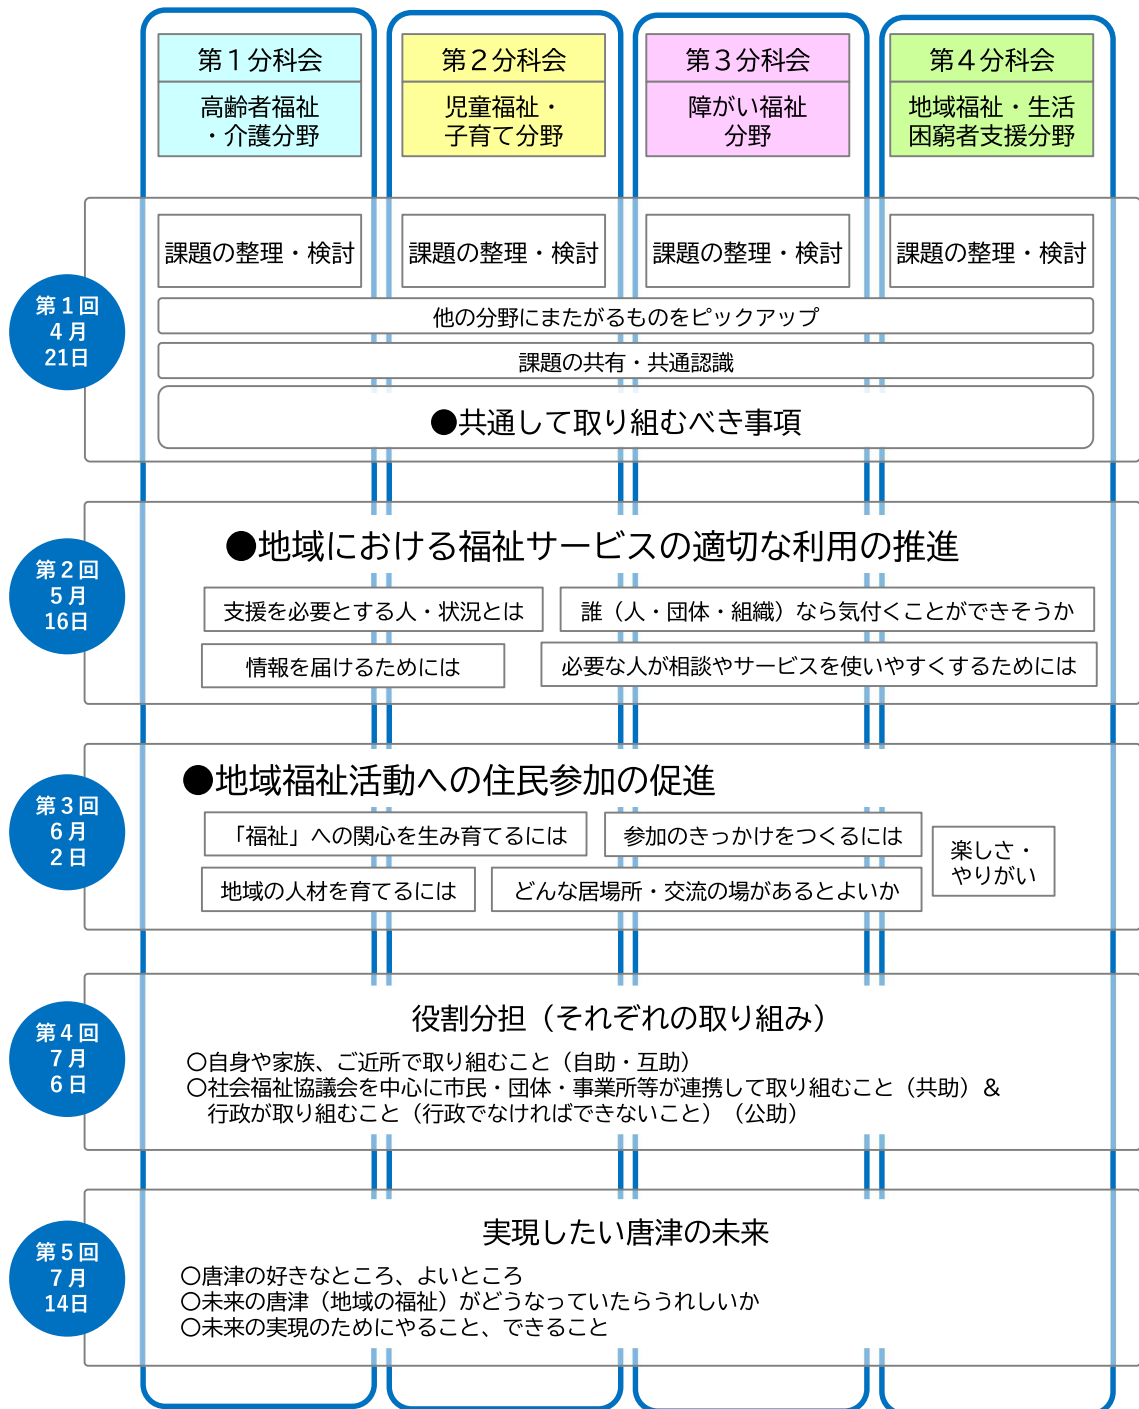 第１分科会
高齢者福祉
・介護分野
第２分科会
児童福祉・
子育て分野
第３分科会
障がい福祉
分野
第４分科会
地域福祉・生活
困窮者支援分野
第１回
４月
21日
課題の整理・検討
課題の整理・検討
課題の整理・検討
課題の整理・検討
他の分野にまたがるものをピックアップ
課題の共有・共通認識
●共通して取り組むべき事項
第２回
５月
16日
●地域における福祉サービスの適切な利用の推進
支援を必要とする人・状況とは
誰（人・団体・組織）なら気付くことができそうか
情報を届けるためには
必要な人が相談やサービスを使いやすくするためには
第３回
６月
２日
●地域福祉活動への住民参加の促進
「福祉」への関心を生み育てるには
参加のきっかけをつくるには
楽しさ・
やりがい
地域の人材を育てるには
どんな居場所・交流の場があるとよいか
第４回
７月
６日
役割分担（それぞれの取り組み）
〇自身や家族、ご近所で取り組むこと（自助・互助）
〇社会福祉協議会を中心に市民・団体・事業所等が連携して取り組むこと（共助）＆
行政が取り組むこと（行政でなければできないこと）（公助）
第５回
７月
14日
実現したい唐津の未来
〇唐津の好きなところ、よいところ
〇未来の唐津（地域の福祉）がどうなっていたらうれしいか
〇未来の実現のためにやること、できること